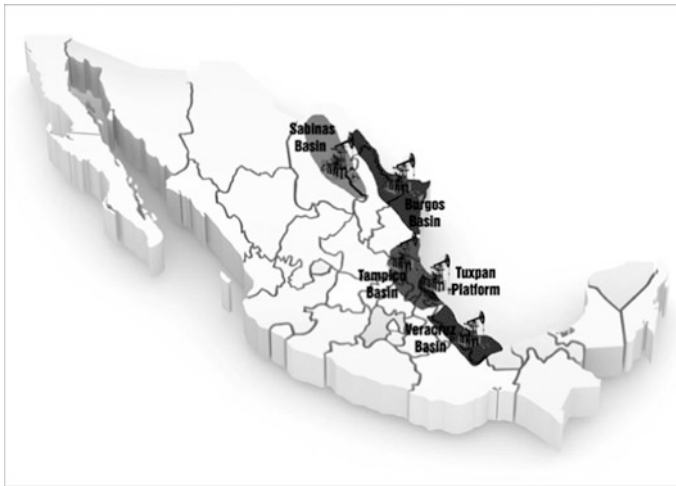 Sabinas
Basin
Burgos
Basin
Tampico
Basin
Tuxpan
Platform
Veracruz
Basin